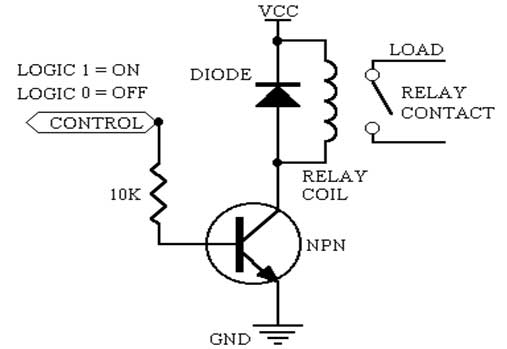 VCC
LOAD
LOGIC 1 = ON
DIODE
LOGIC 0 = OFF
RELAY
CONTACT
CONTROL
RELAY
COIL
10K
NPN
GND